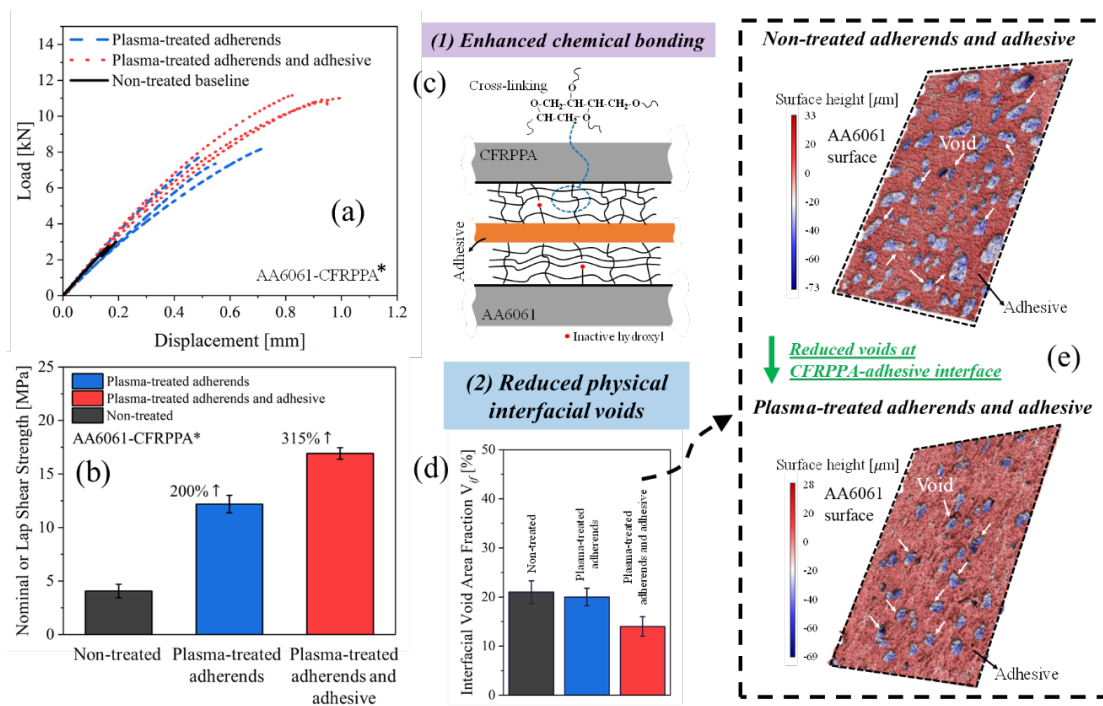 14
12
10
8
6
4
2
0
Load [kN]
Plasma-treated adherends
Plasma-treated adherends and adhesive
Non-treated baseline
(a)
AA6061-CFRPPA*
0.0 0.2 0.4 0.6 0.8 1.0 1.2
Displacement [mm]
25
20
15
10
5
0
Nominal or Lap Shear Strength [MPa]
Plasma-treated adherends
Plasma-treated adherends and adhesive
Non-treated
AA6061-CFRPPA*
(b)
200% ↑
315% ↑
Non-treated
Plasma-treated
adherends
Plasma-treated
adherends and
adhesive
(1) Enhanced chemical bonding
(c)
Cross-linking
O
O-CH₂-CH-CH-CH₂-O
CH-CH₂-O
CFRPPA
Adhesive
AA6061
Inactive hydroxyl
(2) Reduced physical
interfacial voids
(d)
50
40
30
20
10
0
Interfacial Void Area Fraction V_if [%]
Non-treated
Plasma-treated
adherends
Plasma-treated
adherends and adhesive
Non-treated adherends and adhesive
Surface height [μm]
33
20
0
-20
-40
-60
-73
AA6061
surface
Void
Adhesive
Reduced voids at
CFRPPA-adhesive interface
(e)
Plasma-treated adherends and adhesive
Surface height [μm]
28
20
0
-20
-40
-60
-69
AA6061
surface
Void
Adhesive